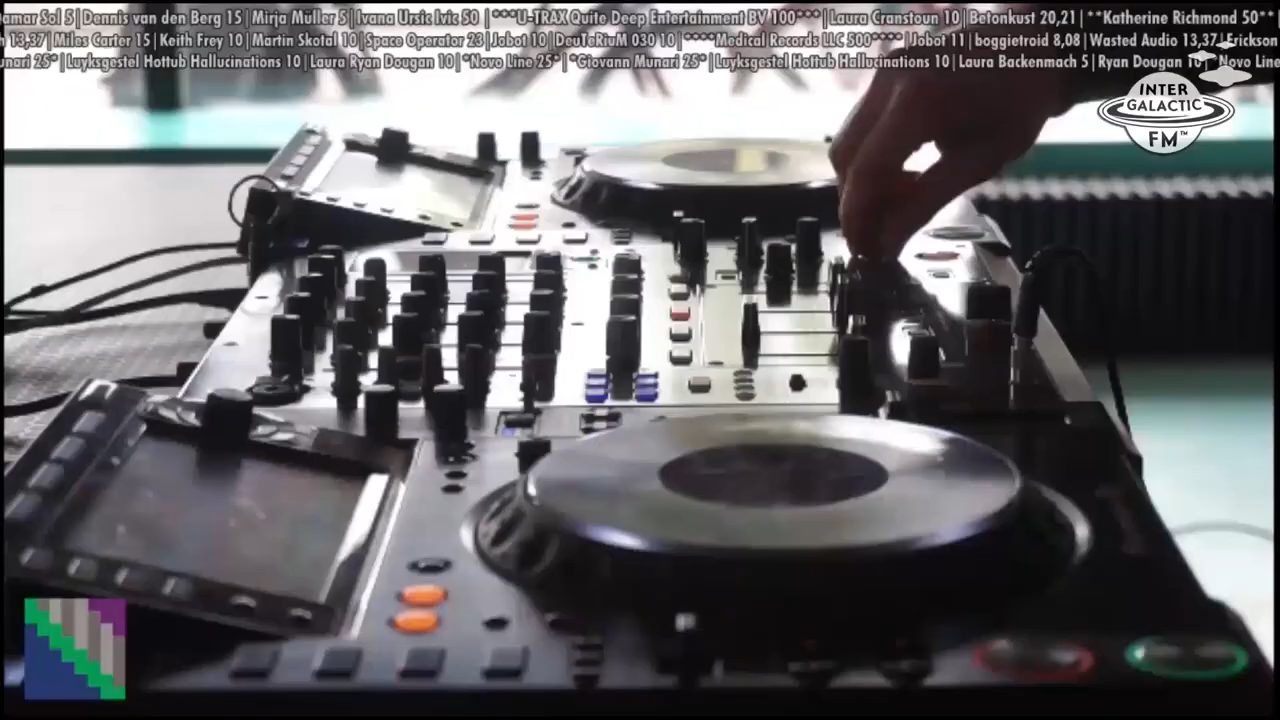 amar Sol 5 | Dennis van den Berg 15 | Mirja Muller 5 | Ivana Ursic Ivic 50 | ***U-TRAX Quite Deep Entertainment BV 100*** | Laura Cranstoun 10 | Betonkust 20,21 | **Katherine Richmond 50** |
13,37 | Miles Carter 15 | Keith Frey 10 | Martin Skotal 10 | Space Operator 23 | Jobot 10 | DeuTeRiuM 030 10 | ****Medical Records LLC 500**** | Jobot 11 | boggietroid 8,08 | Wasted Audio 13,37 | Erickson
unari 25* | Luyksgestel Hottub Hallucinations 10 | Laura Ryan Dougan 10 | *Novo Line 25* | *Giovann Munari 25* | Luyksgestel Hottub Hallucinations 10 | Laura Backenmach 5 | Ryan Dougan 10 | *Novo Line
INTER
GALACTIC
FM™